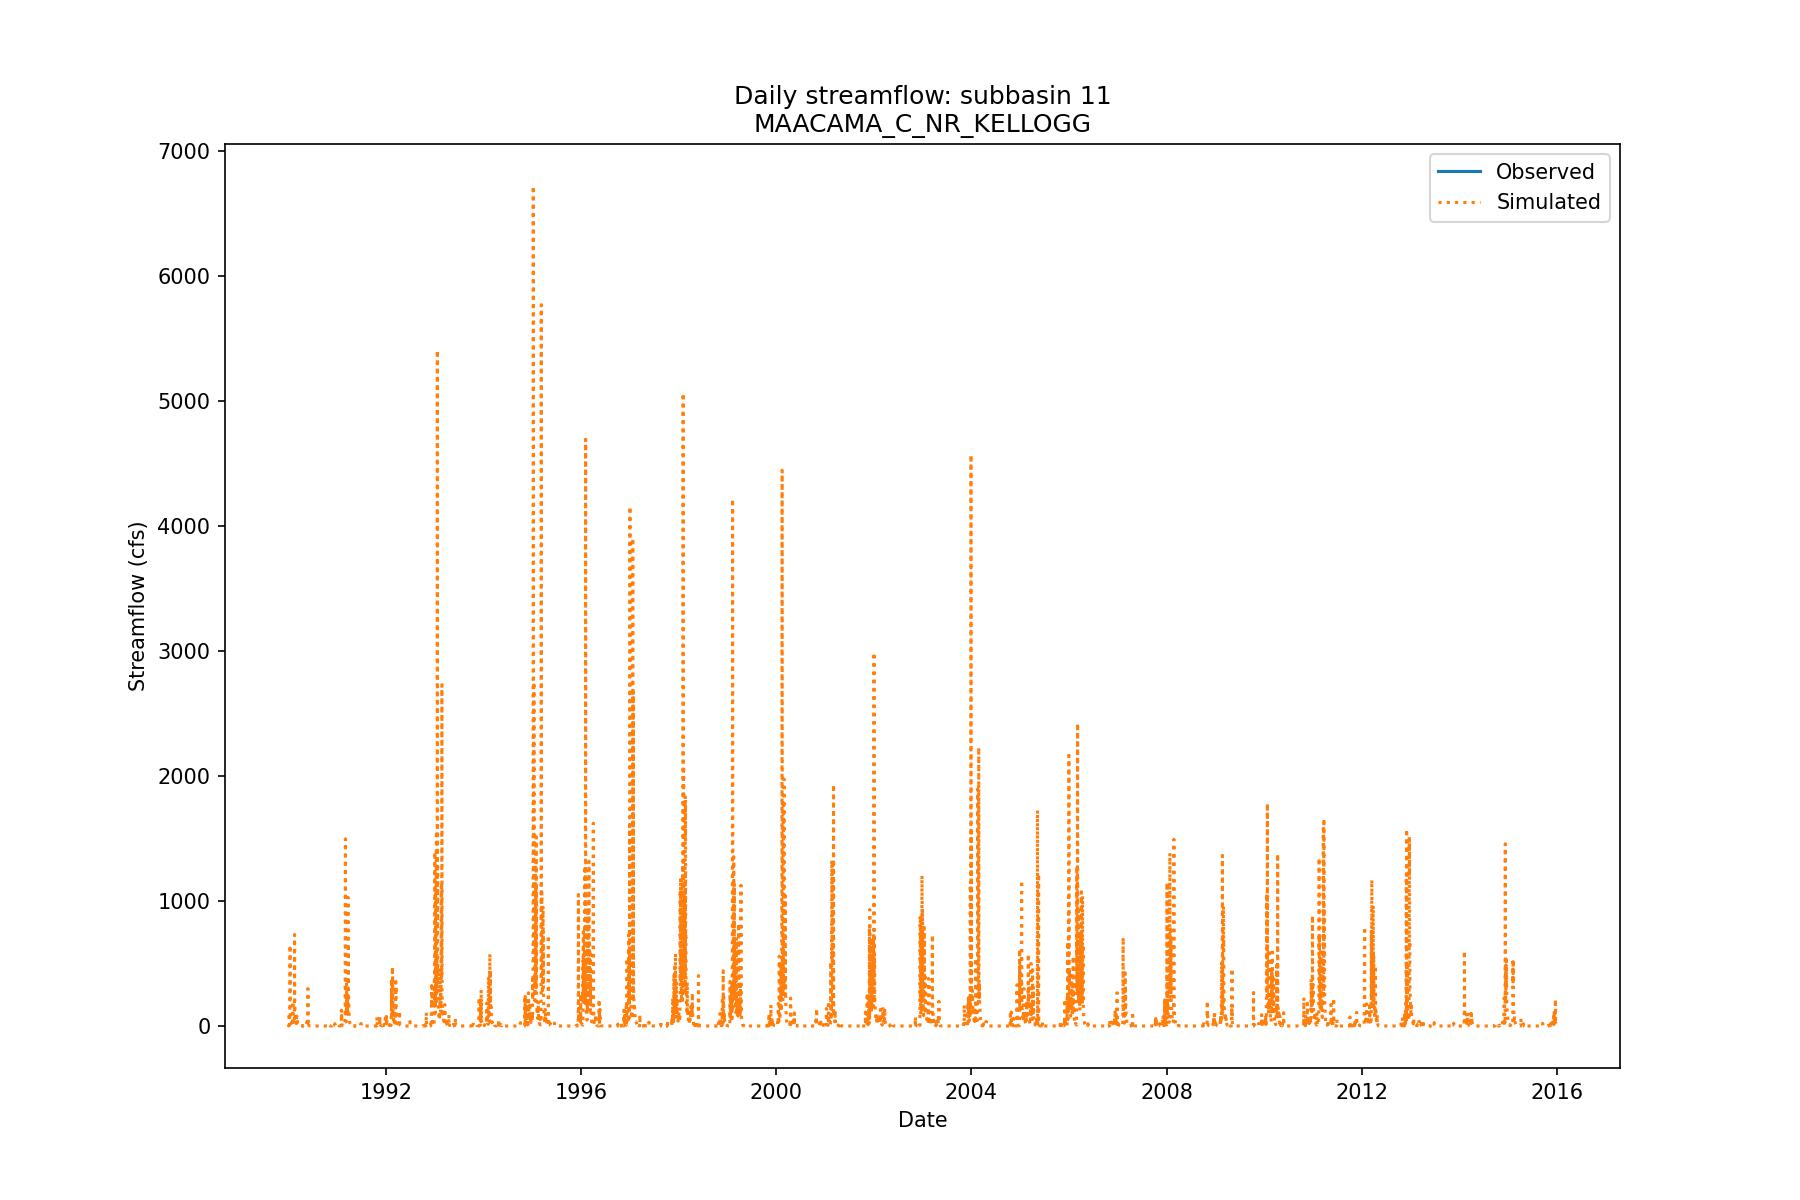 Daily streamflow: subbasin 11
MAACAMA_C_NR_KELLOGG
Observed
Simulated
Streamflow (cfs)
7000
6000
5000
4000
3000
2000
1000
0
1992 1996 2000 2004 2008 2012 2016
Date